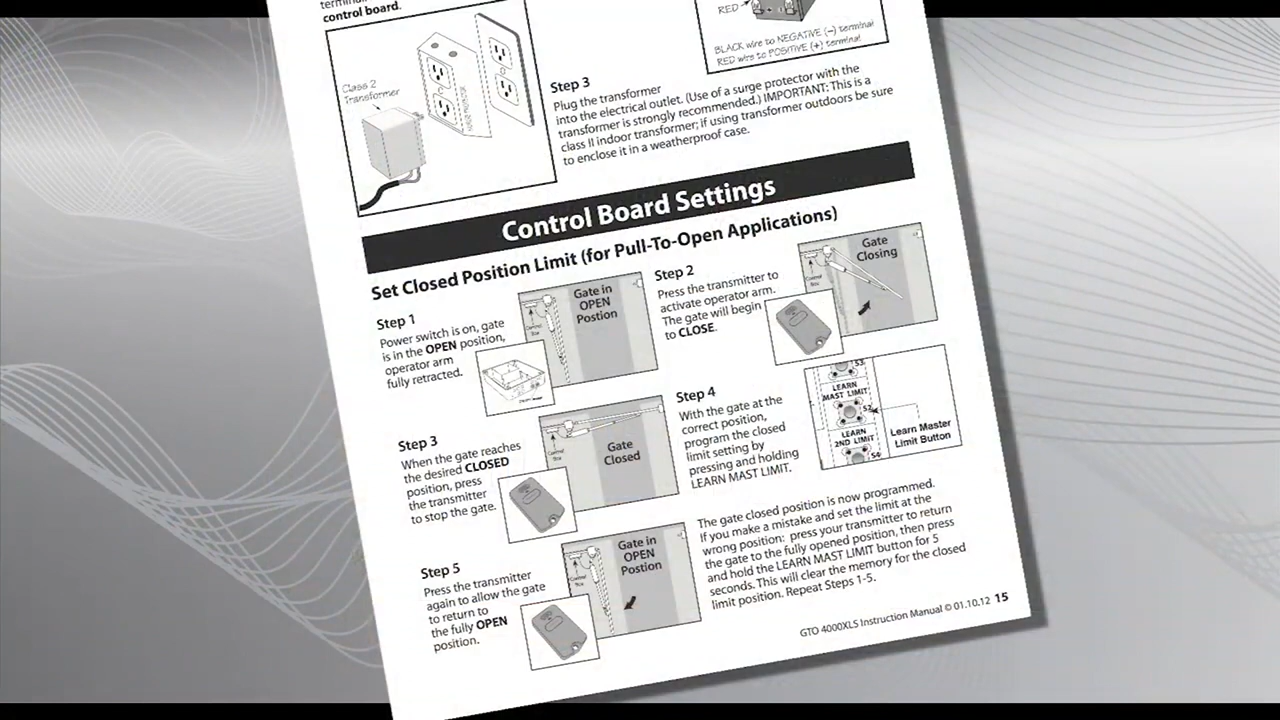 control board.
Class 2
Transformer
RED
BLACK wire to NEGATIVE (–) terminal
RED wire to POSITIVE (+) terminal
Step 3
Plug the transformer
into the electrical outlet. (Use of a surge protector with the
transformer is strongly recommended.) IMPORTANT: This is a
class II indoor transformer; if using transformer outdoors be sure
to enclose it in a weatherproof case.
Control Board Settings
Set Closed Position Limit (for Pull-To-Open Applications)
Step 1
Power switch is on, gate
is in the OPEN position,
operator arm
fully retracted.
Gate in
OPEN
Postion
Control
Box
Step 2
Press the transmitter to
activate operator arm.
The gate will begin
to CLOSE.
Gate
Closing
Control
Box
Step 3
When the gate reaches
the desired CLOSED
position, press
the transmitter
to stop the gate.
Gate
Closed
Control
Box
Step 4
With the gate at the
correct position,
program the closed
limit setting by
pressing and holding
LEARN MAST LIMIT.
S3
LEARN
MAST LIMIT
LEARN
2ND LIMIT
S4
Learn Master
Limit Button
Step 5
Press the transmitter
again to allow the gate
to return to
the fully OPEN
position.
Gate in
OPEN
Postion
Control
Box
The gate closed position is now programmed.
If you make a mistake and set the limit at the
wrong position: press your transmitter to return
the gate to the fully opened position, then press
and hold the LEARN MAST LIMIT button for 5
seconds. This will clear the memory for the closed
limit position. Repeat Steps 1-5.
GTO 4000XLS Instruction Manual © 01.10.12 15